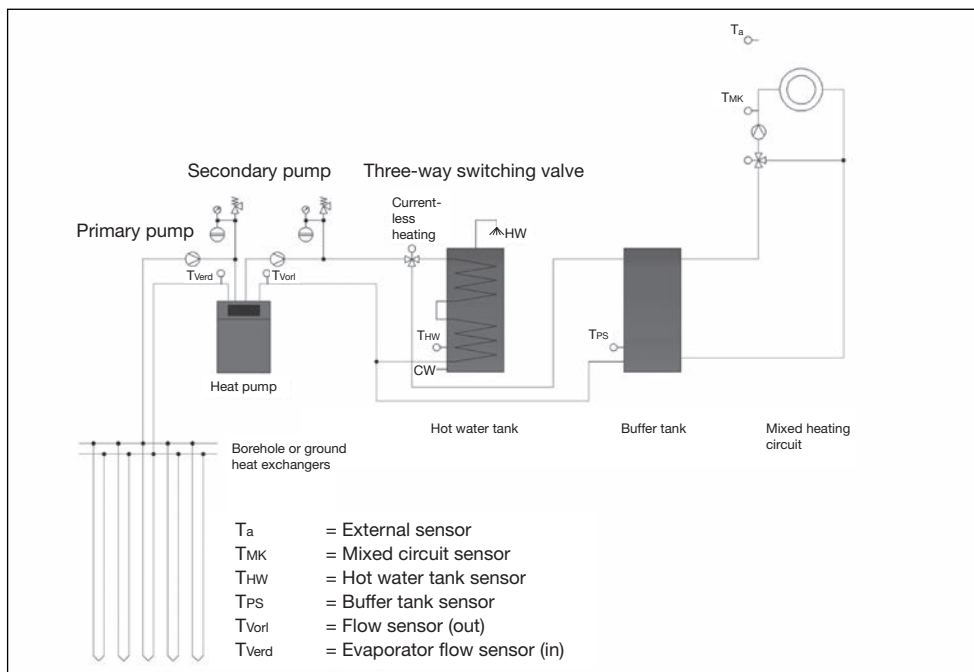 Ta
TMK
Secondary pump
Three-way switching valve
Current-
less
heating
HW
Primary pump
TVerd
TVorl
THW
TPS
CW
Heat pump
Hot water tank
Buffer tank
Mixed heating
circuit
Borehole or ground
heat exchangers
Ta = External sensor
TMK = Mixed circuit sensor
THW = Hot water tank sensor
TPS = Buffer tank sensor
TVorl = Flow sensor (out)
TVerd = Evaporator flow sensor (in)